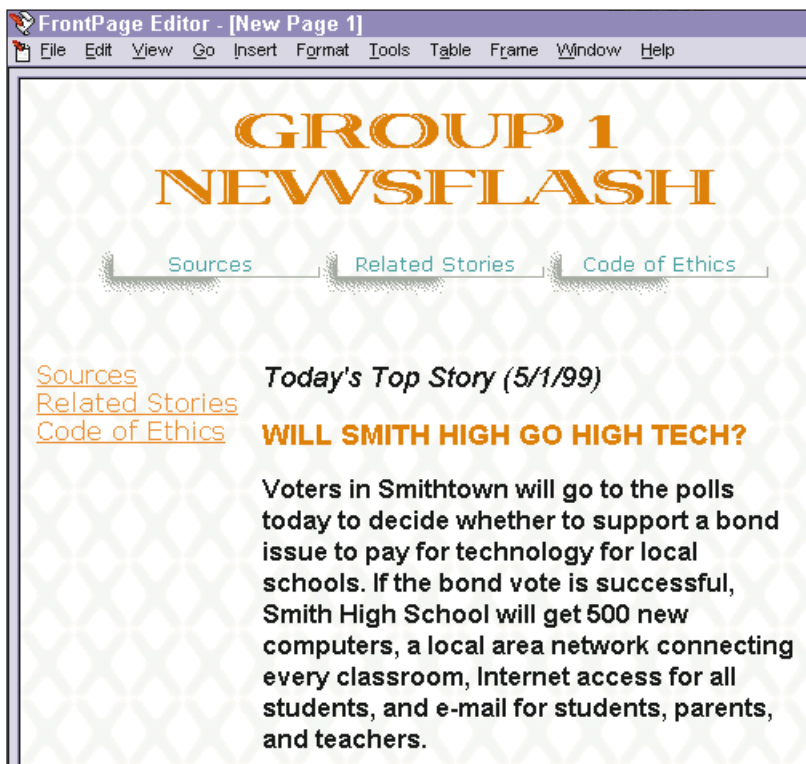 FrontPage Editor - [New Page 1]
File Edit View Go Insert Format Tools Table Frame Window Help
GROUP 1
NEWSFLASH
Sources Related Stories Code of Ethics
Sources
Related Stories
Code of Ethics
Today's Top Story (5/1/99)
WILL SMITH HIGH GO HIGH TECH?
Voters in Smithtown will go to the polls
today to decide whether to support a bond
issue to pay for technology for local
schools. If the bond vote is successful,
Smith High School will get 500 new
computers, a local area network connecting
every classroom, Internet access for all
students, and e-mail for students, parents,
and teachers.